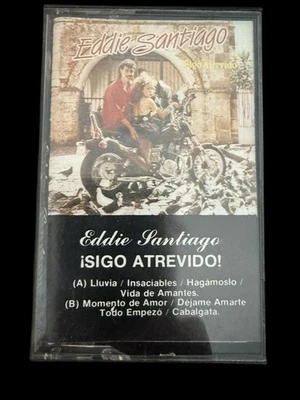 Eddie Santiago
Sigo atrevido
Eddie Santiago
¡SIGO ATREVIDO!
(A) Lluvia / Insaciables / Hagámoslo /
Vida de Amantes.
(B) Momento de Amor / Déjame Amarte
Todo Empezó / Cabalgata.